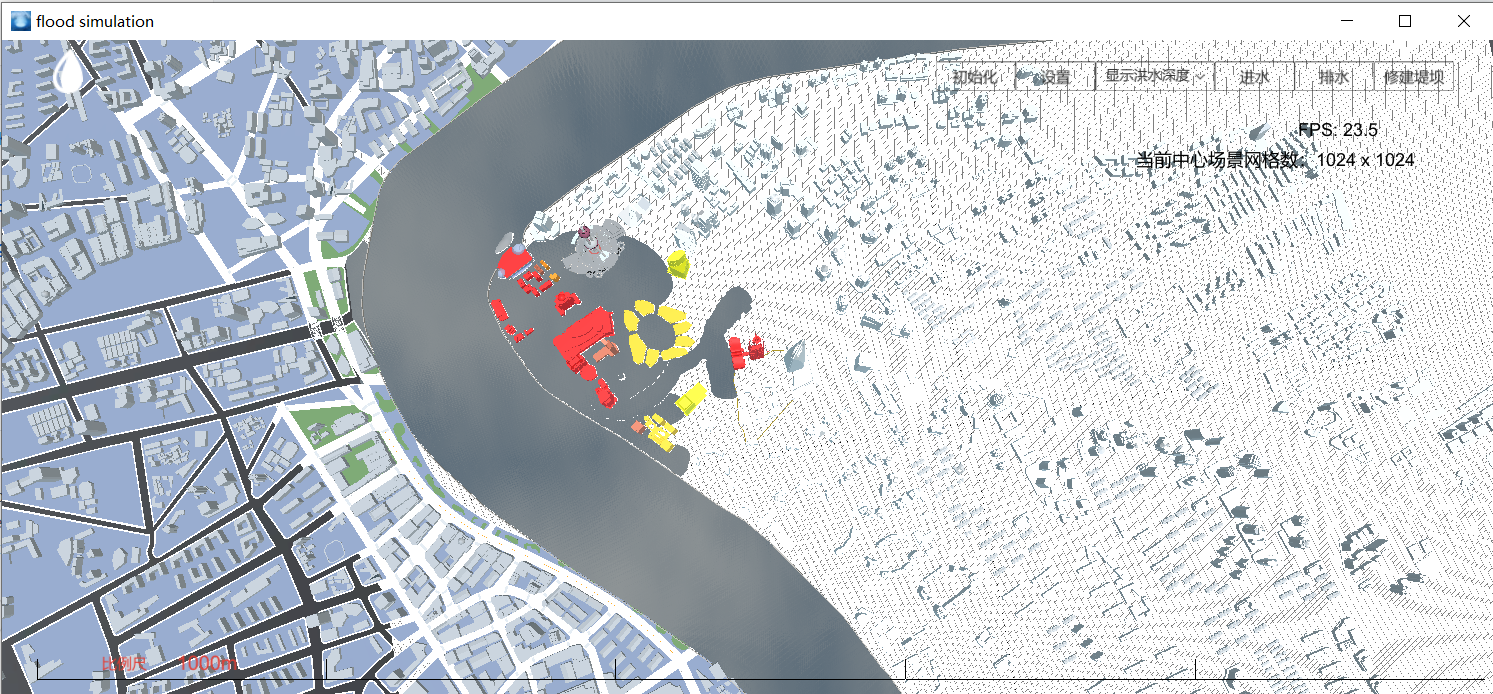 flood simulation
初始化 设置 显示洪水深度 进水 排水 修建堤坝
FPS: 23.5
当前中心场景网格数：1024 x 1024
比例尺 1000m